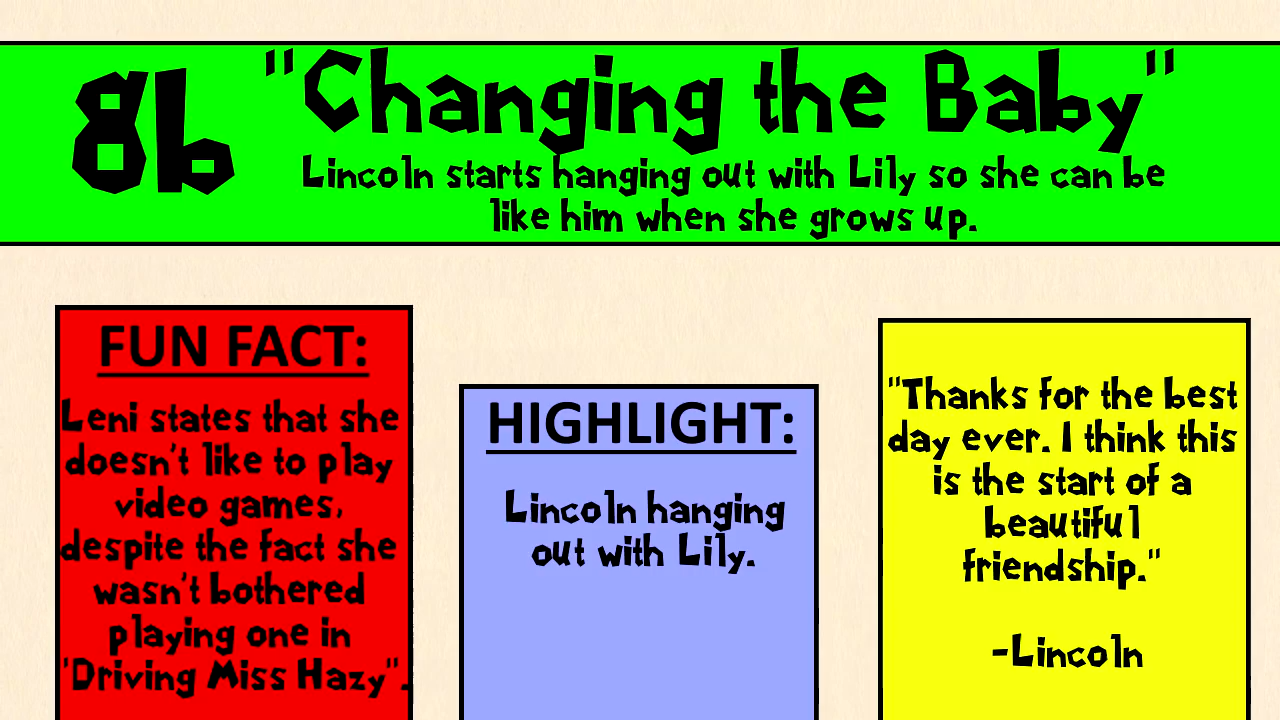 8b
"Changing the Baby"
Lincoln starts hanging out with Lily so she can be
like him when she grows up.
FUN FACT:
Leni states that she
doesn't like to play
video games,
despite the fact she
wasn't bothered
playing one in
"Driving Miss Hazy".
HIGHLIGHT:
Lincoln hanging
out with Lily.
"Thanks for the best
day ever. I think this
is the start of a
beautiful
friendship."
-Lincoln